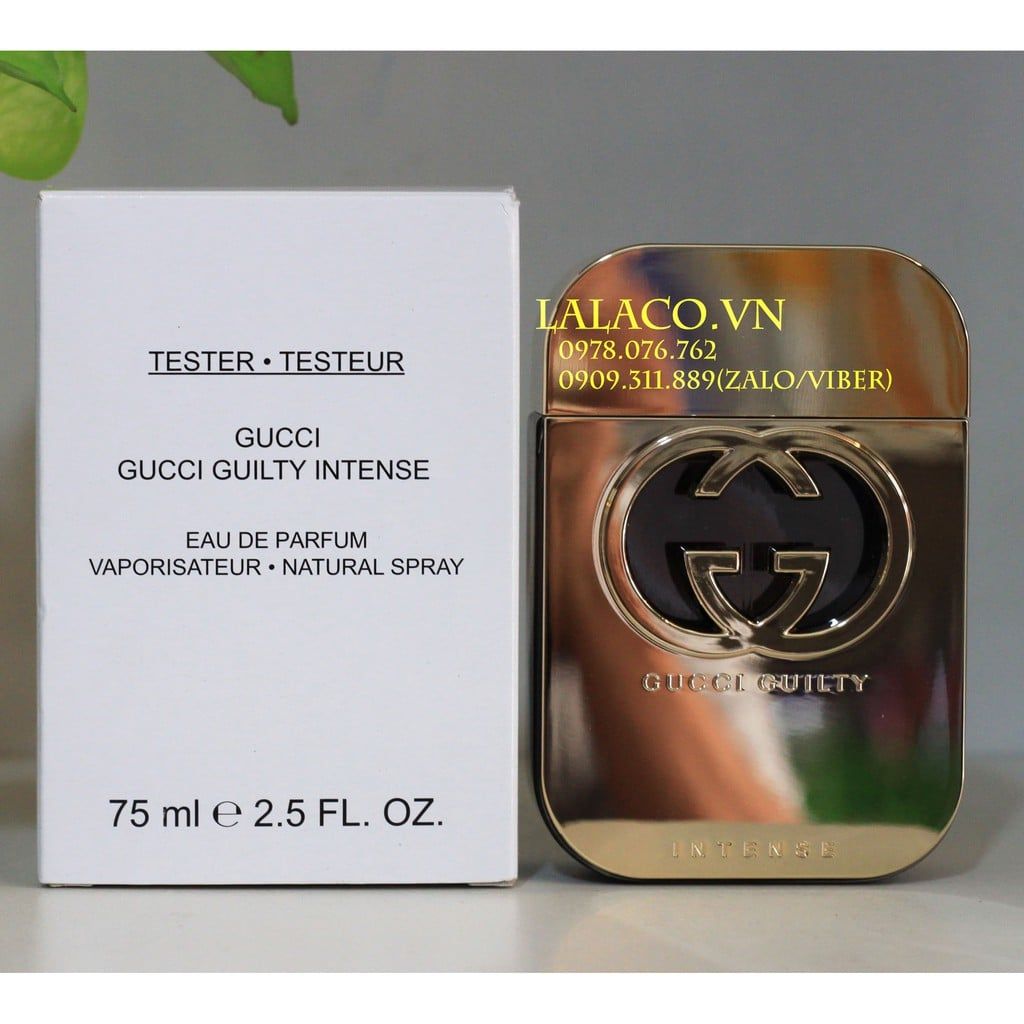 TESTER • TESTEUR
GUCCI
GUCCI GUILTY INTENSE
EAU DE PARFUM
VAPORISATEUR • NATURAL SPRAY
75 ml ℮ 2.5 FL. OZ.
LALACO.VN
0978.076.762
0909.311.889(ZALO/VIBER)
GUCCI GUILTY
INTENSE